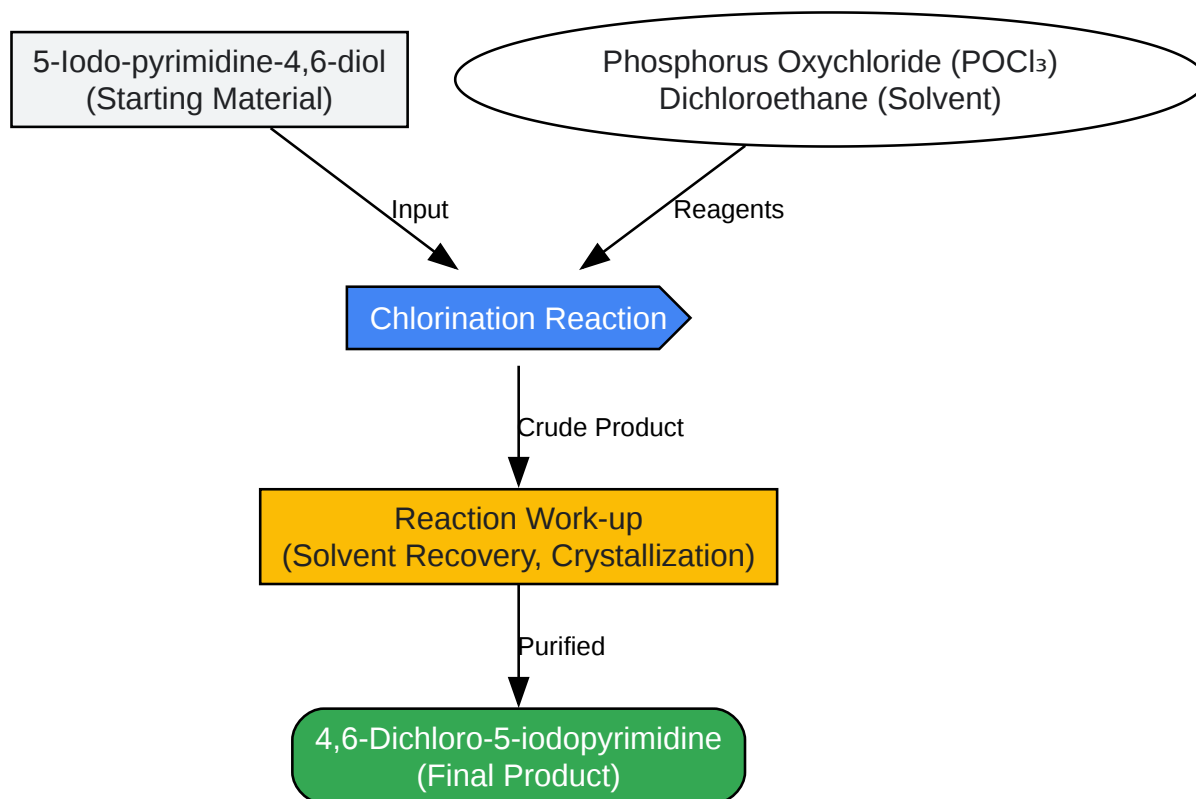 5-Iodo-pyrimidine-4,6-diol
(Starting Material)
Phosphorus Oxychloride (POCl₃)
Dichloroethane (Solvent)
Input
Reagents
Chlorination Reaction
Crude Product
Reaction Work-up
(Solvent Recovery, Crystallization)
Purified
4,6-Dichloro-5-iodopyrimidine
(Final Product)